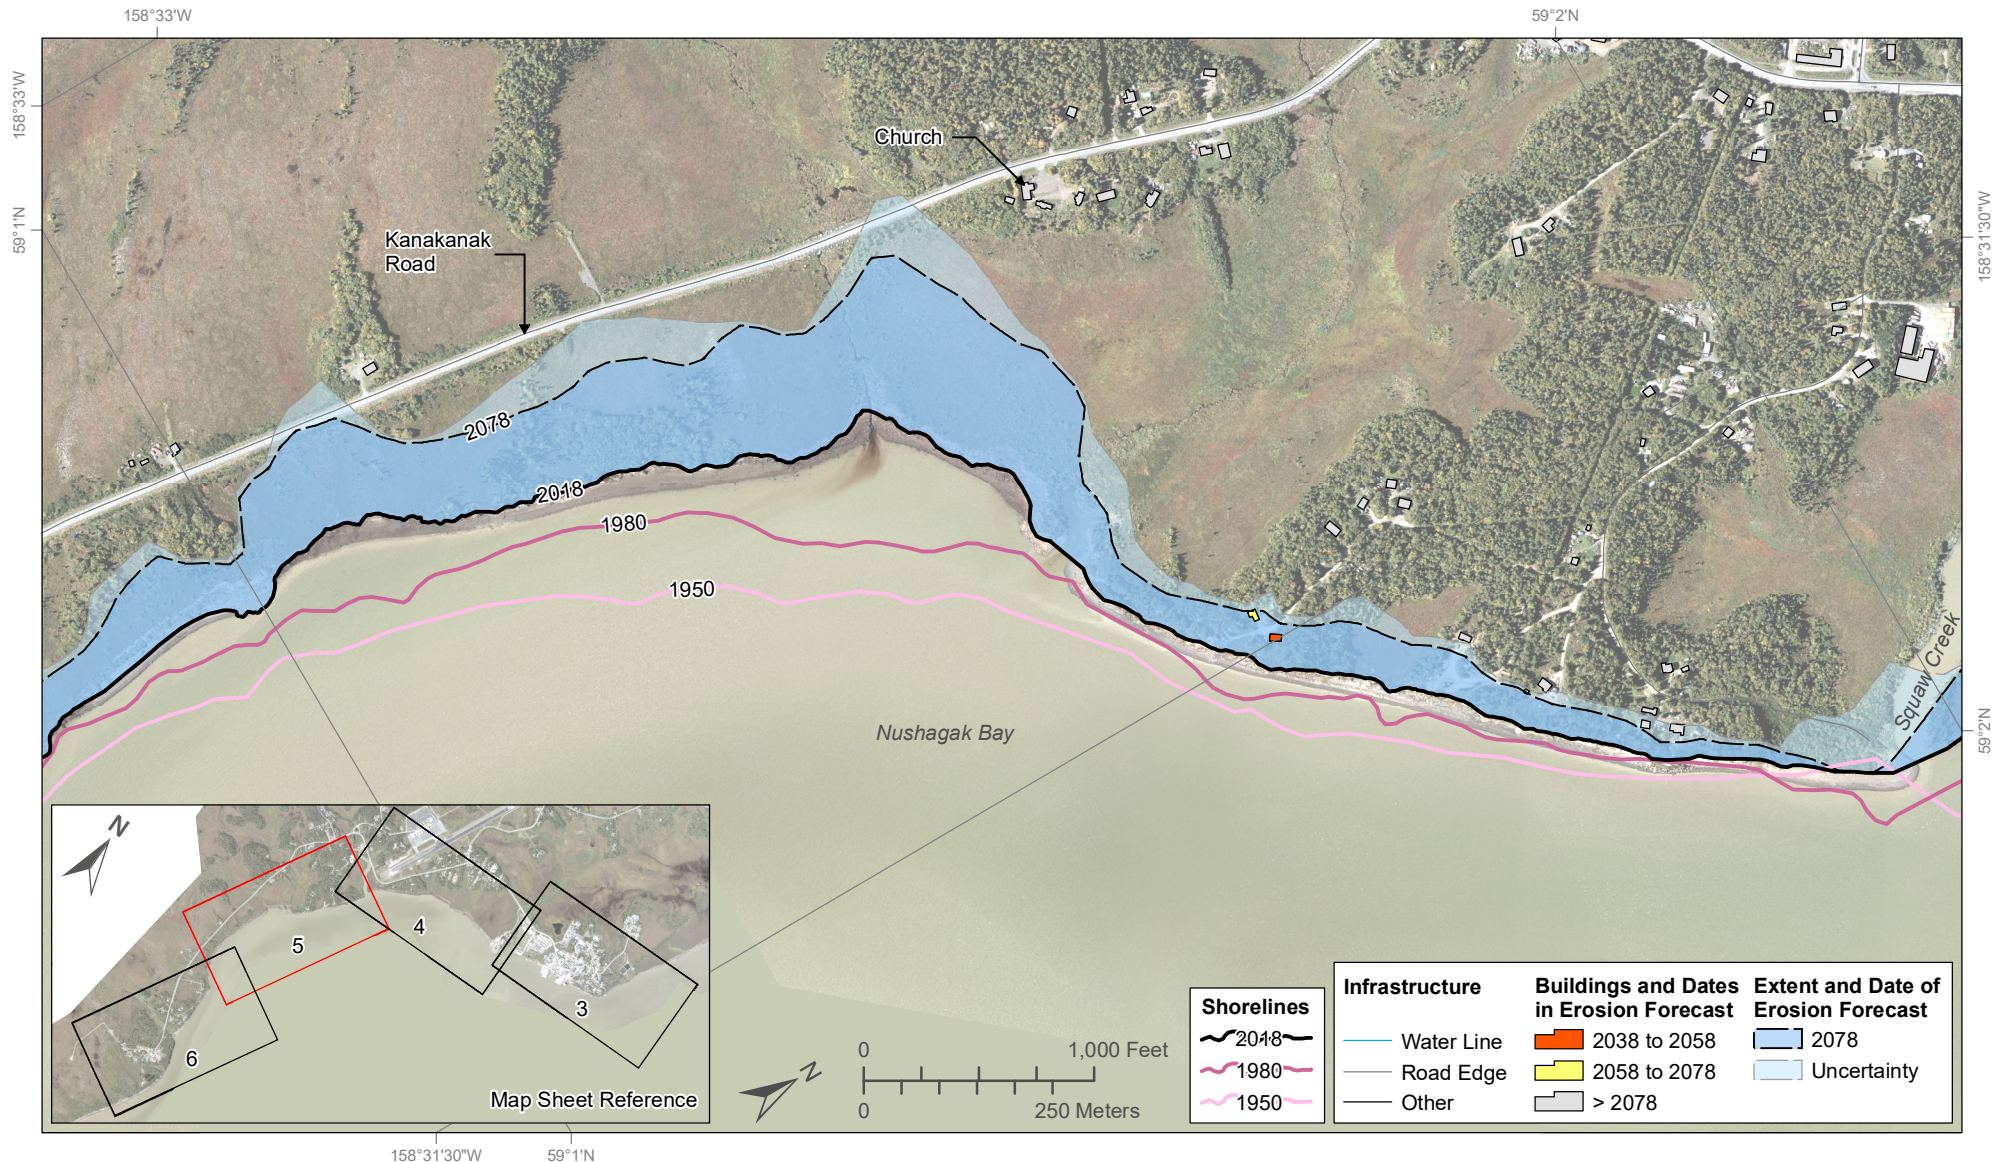 158°33'W
59°2'N
158°33'W
59°1'N
158°31'30"W
59°2'N
Church
Kanakanak
Road
2078
2018
1980
1950
Nushagak Bay
Squaw Creek
N
5
4
3
6
Map Sheet Reference
N
0
1,000 Feet
0
250 Meters
Shorelines
2018
1980
1950
Infrastructure
Water Line
Road Edge
Other
Buildings and Dates
in Erosion Forecast
2038 to 2058
2058 to 2078
> 2078
Extent and Date of
Erosion Forecast
2078
Uncertainty
158°31'30"W
59°1'N